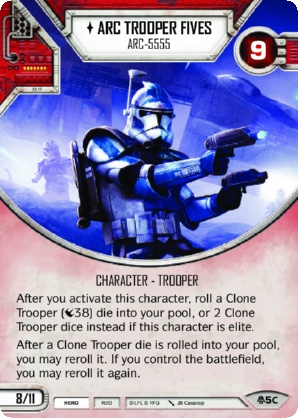 ARC TROOPER FIVES
ARC-5555
9
CHARACTER - TROOPER
After you activate this character, roll a Clone
Trooper (38) die into your pool, or 2 Clone
Trooper dice instead if this character is elite.
After a Clone Trooper die is rolled into your pool,
you may reroll it. If you control the battlefield,
you may reroll it again.
8/11
HERO
RED
5C